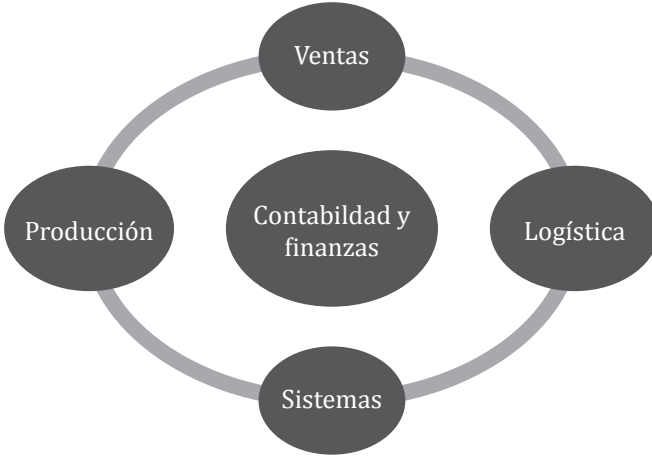 Ventas
Producción
Contabildad y
finanzas
Logística
Sistemas